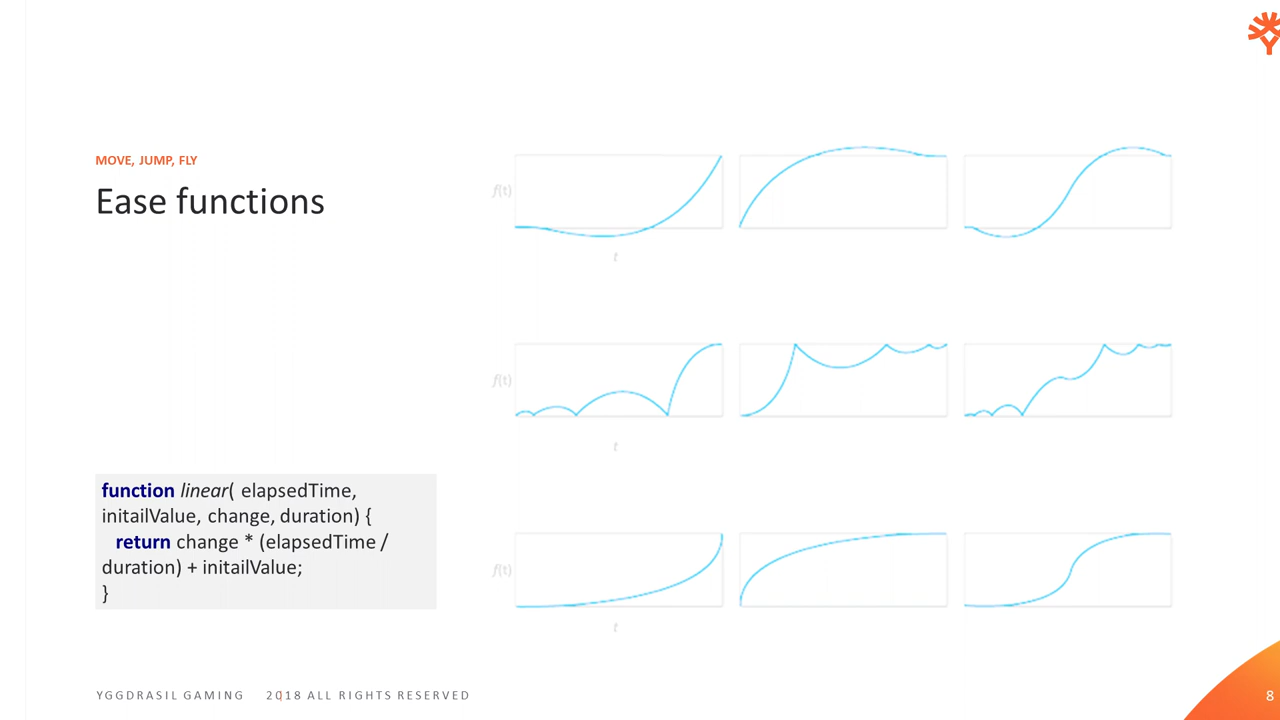 MOVE, JUMP, FLY
Ease functions
f(t)
t
f(t)
t
function linear( elapsedTime,
initailValue, change, duration) {
return change * (elapsedTime /
duration) + initailValue;
}
f(t)
t
YGGDRASIL GAMING 2018 ALL RIGHTS RESERVED
8